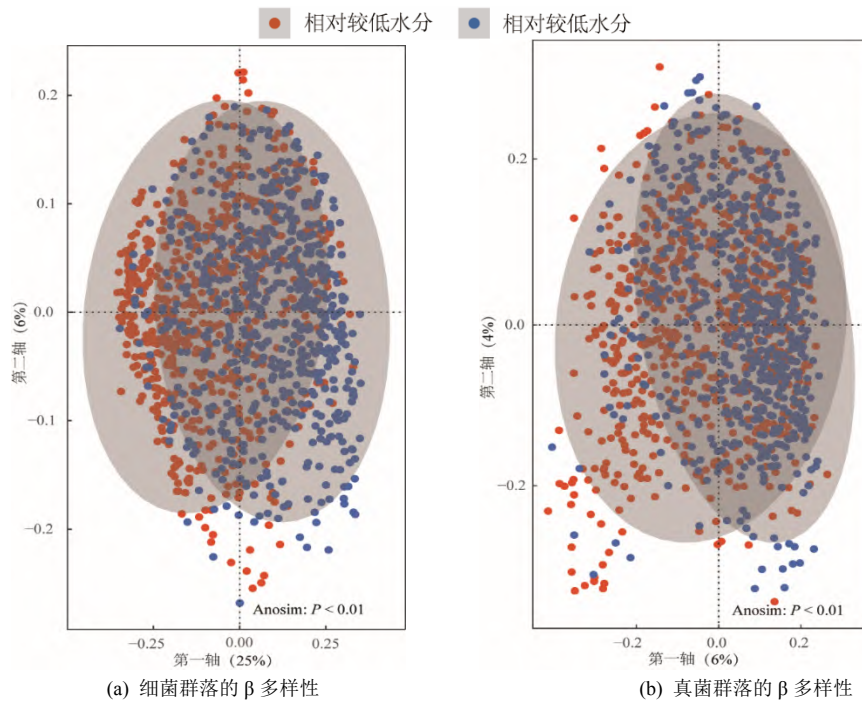 相对较低水分 相对较低水分
0.2
0.1
0.0
−0.1
−0.2
第二轴 (6%)
Anosim: P < 0.01
−0.25 0.00 0.25
第一轴 (25%)
(a) 细菌群落的 β 多样性
0.2
0.0
−0.2
第二轴 (4%)
Anosim: P < 0.01
−0.2 0.0 0.2
第一轴 (6%)
(b) 真菌群落的 β 多样性